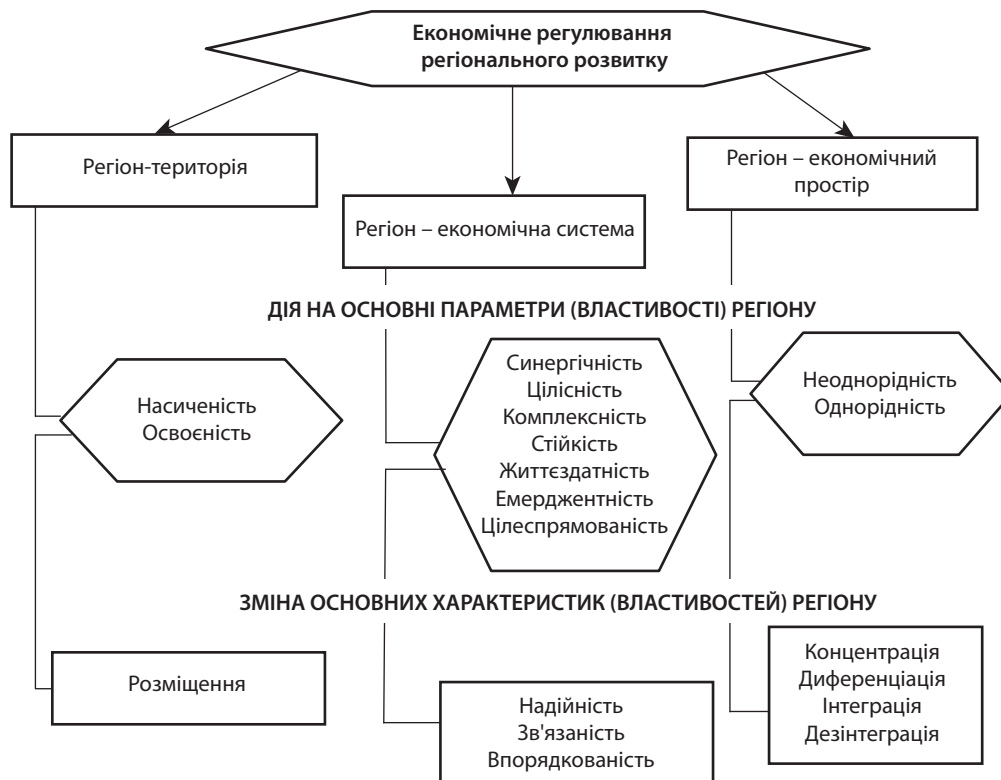 Економічне регулювання
регіонального розвитку
Регіон-територія
Регіон – економічна система
Регіон – економічний
простір
ДІЯ НА ОСНОВНІ ПАРАМЕТРИ (ВЛАСТИВОСТІ) РЕГІОНУ
Насиченість
Освоєність
Синергічність
Цілісність
Комплексність
Стійкість
Життєздатність
Емерджентність
Цілеспрямованість
Неоднорідність
Однорідність
ЗМІНА ОСНОВНИХ ХАРАКТЕРИСТИК (ВЛАСТИВОСТЕЙ) РЕГІОНУ
Розміщення
Надійність
Зв'язаність
Впорядкованість
Концентрація
Диференціація
Інтеграція
Дезінтеграція